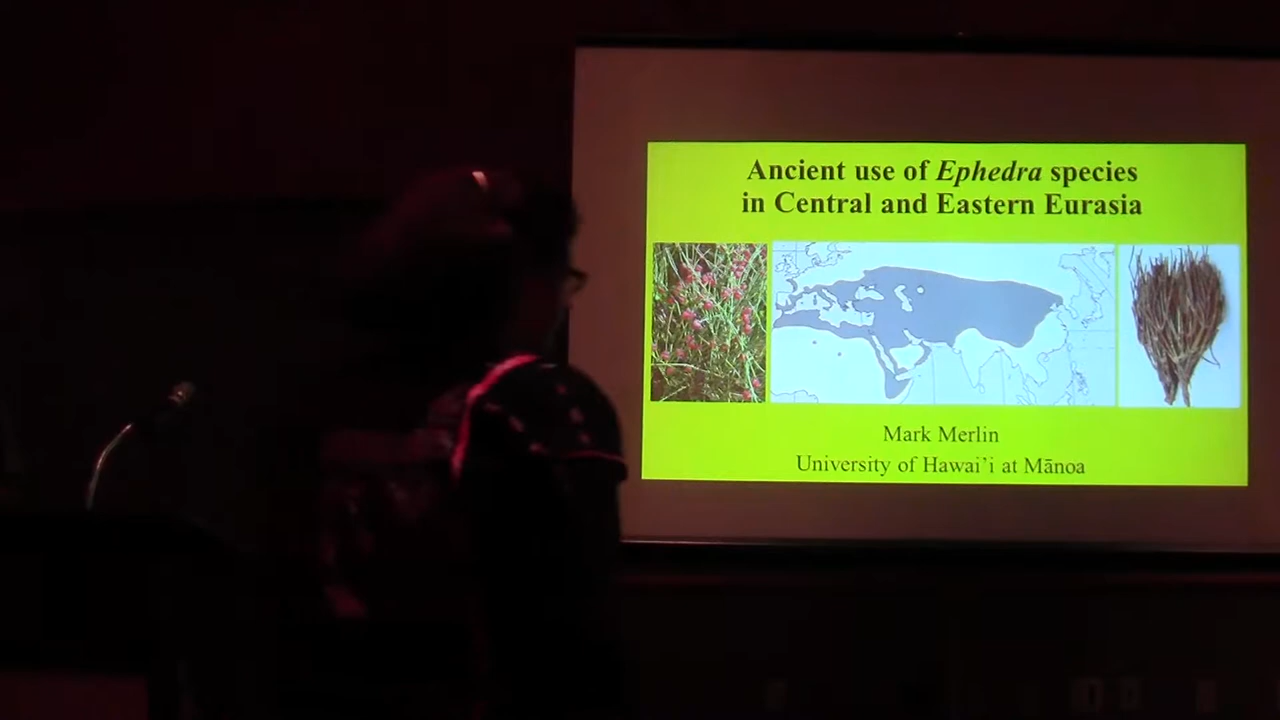 Ancient use of Ephedra species
in Central and Eastern Eurasia
Mark Merlin
University of Hawai'i at Mānoa